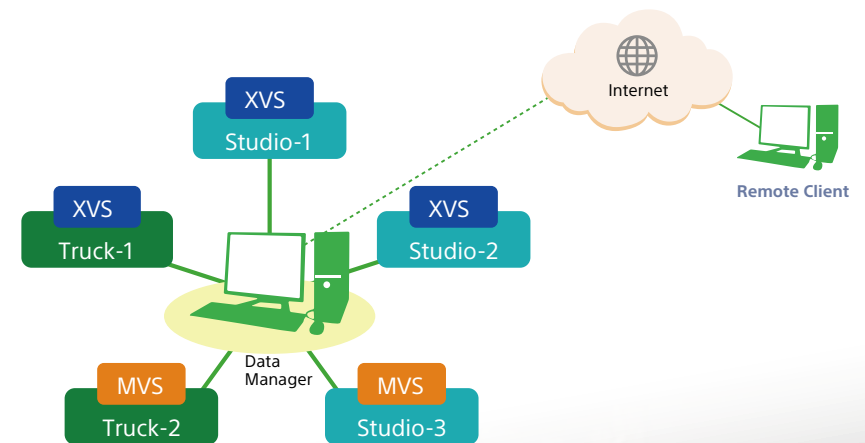 Internet
XVS
Studio-1
Remote Client
XVS
Truck-1
XVS
Studio-2
Data
Manager
MVS
Truck-2
MVS
Studio-3